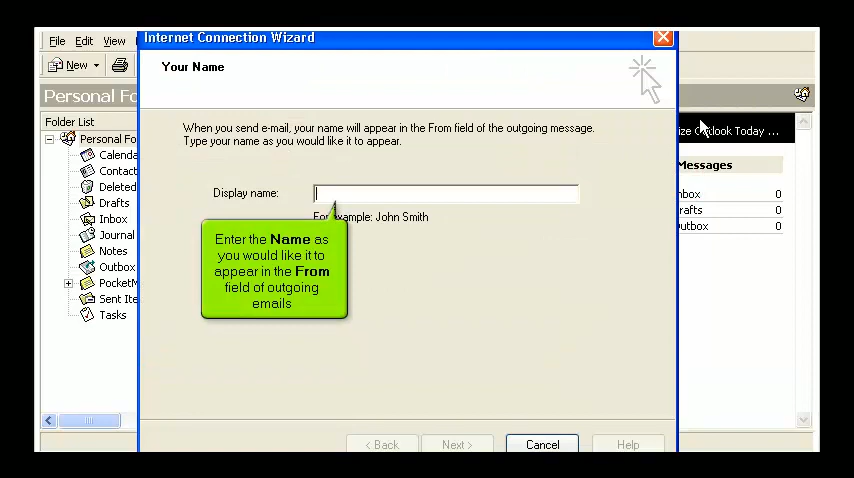 File Edit View
Internet Connection Wizard
New
Your Name
Personal Fo
Folder List
Personal Fo
Calenda
Contact
Deleted
Drafts
Inbox
Journal
Notes
Outbox
PocketM
Sent Ite
Tasks
When you send e-mail, your name will appear in the From field of the outgoing message.
Type your name as you would like it to appear.
Display name:
For example: John Smith
Enter the Name as
you would like it to
appear in the From
field of outgoing
emails
< Back Next > Cancel Help
ize Outlook Today ...
Messages
nbox 0
rafts 0
utbox 0